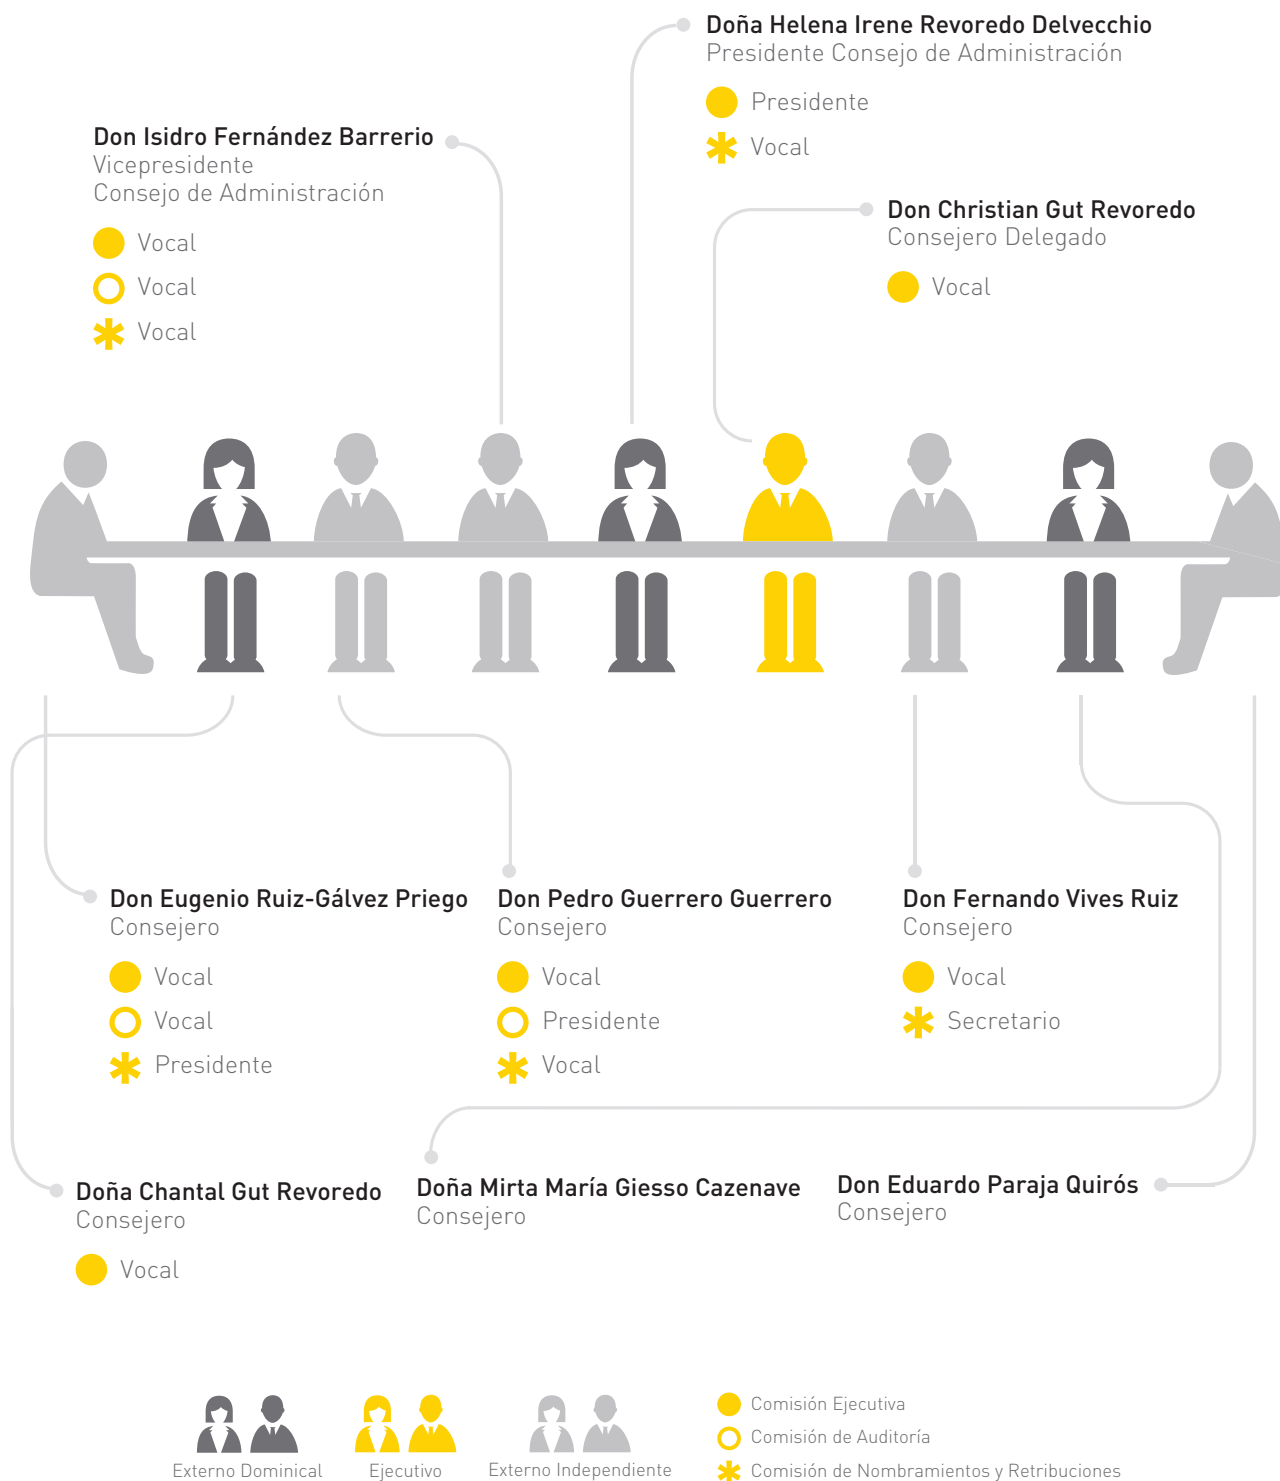 Doña Helena Irene Revoredo Delvecchio
Presidente Consejo de Administración
Presidente
Vocal
Don Isidro Fernández Barrerio
Vicepresidente
Consejo de Administración
Vocal
Vocal
Vocal
Don Christian Gut Revoredo
Consejero Delegado
Vocal
Don Eugenio Ruiz-Gálvez Priego
Consejero
Vocal
Vocal
Presidente
Don Pedro Guerrero Guerrero
Consejero
Vocal
Presidente
Vocal
Don Fernando Vives Ruiz
Consejero
Vocal
Secretario
Doña Chantal Gut Revoredo
Consejero
Vocal
Doña Mirta María Giesso Cazenave
Consejero
Don Eduardo Paraja Quirós
Consejero
Externo Dominical
Ejecutivo
Externo Independiente
Comisión Ejecutiva
Comisión de Auditoría
Comisión de Nombramientos y Retribuciones